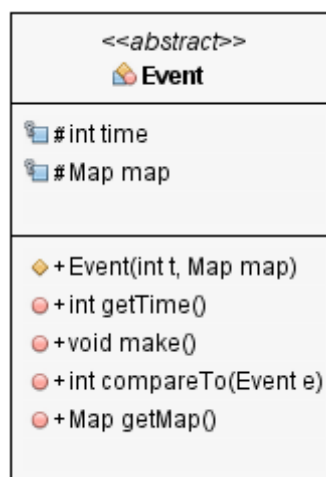 <<abstract>>
Event
# int time
# Map map
+ Event(int t, Map map)
+ int getTime()
+ void make()
+ int compareTo(Event e)
+ Map getMap()